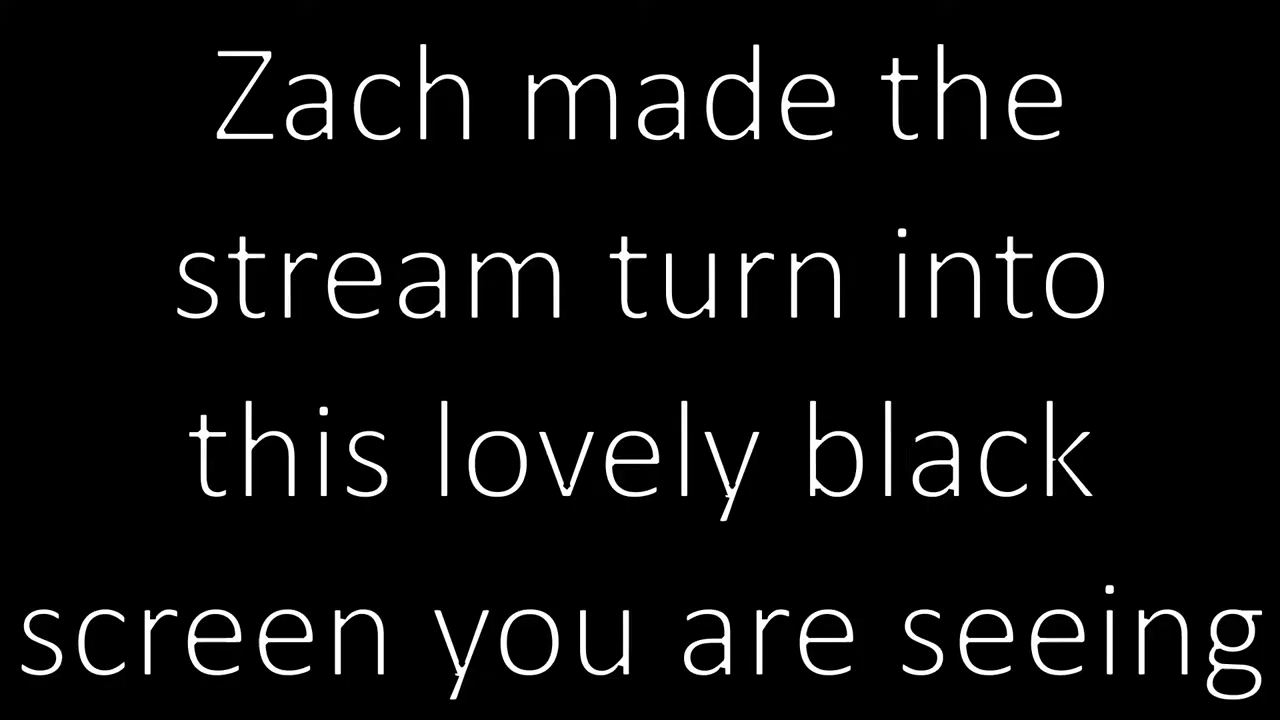 Zach made the
stream turn into
this lovely black
screen you are seeing